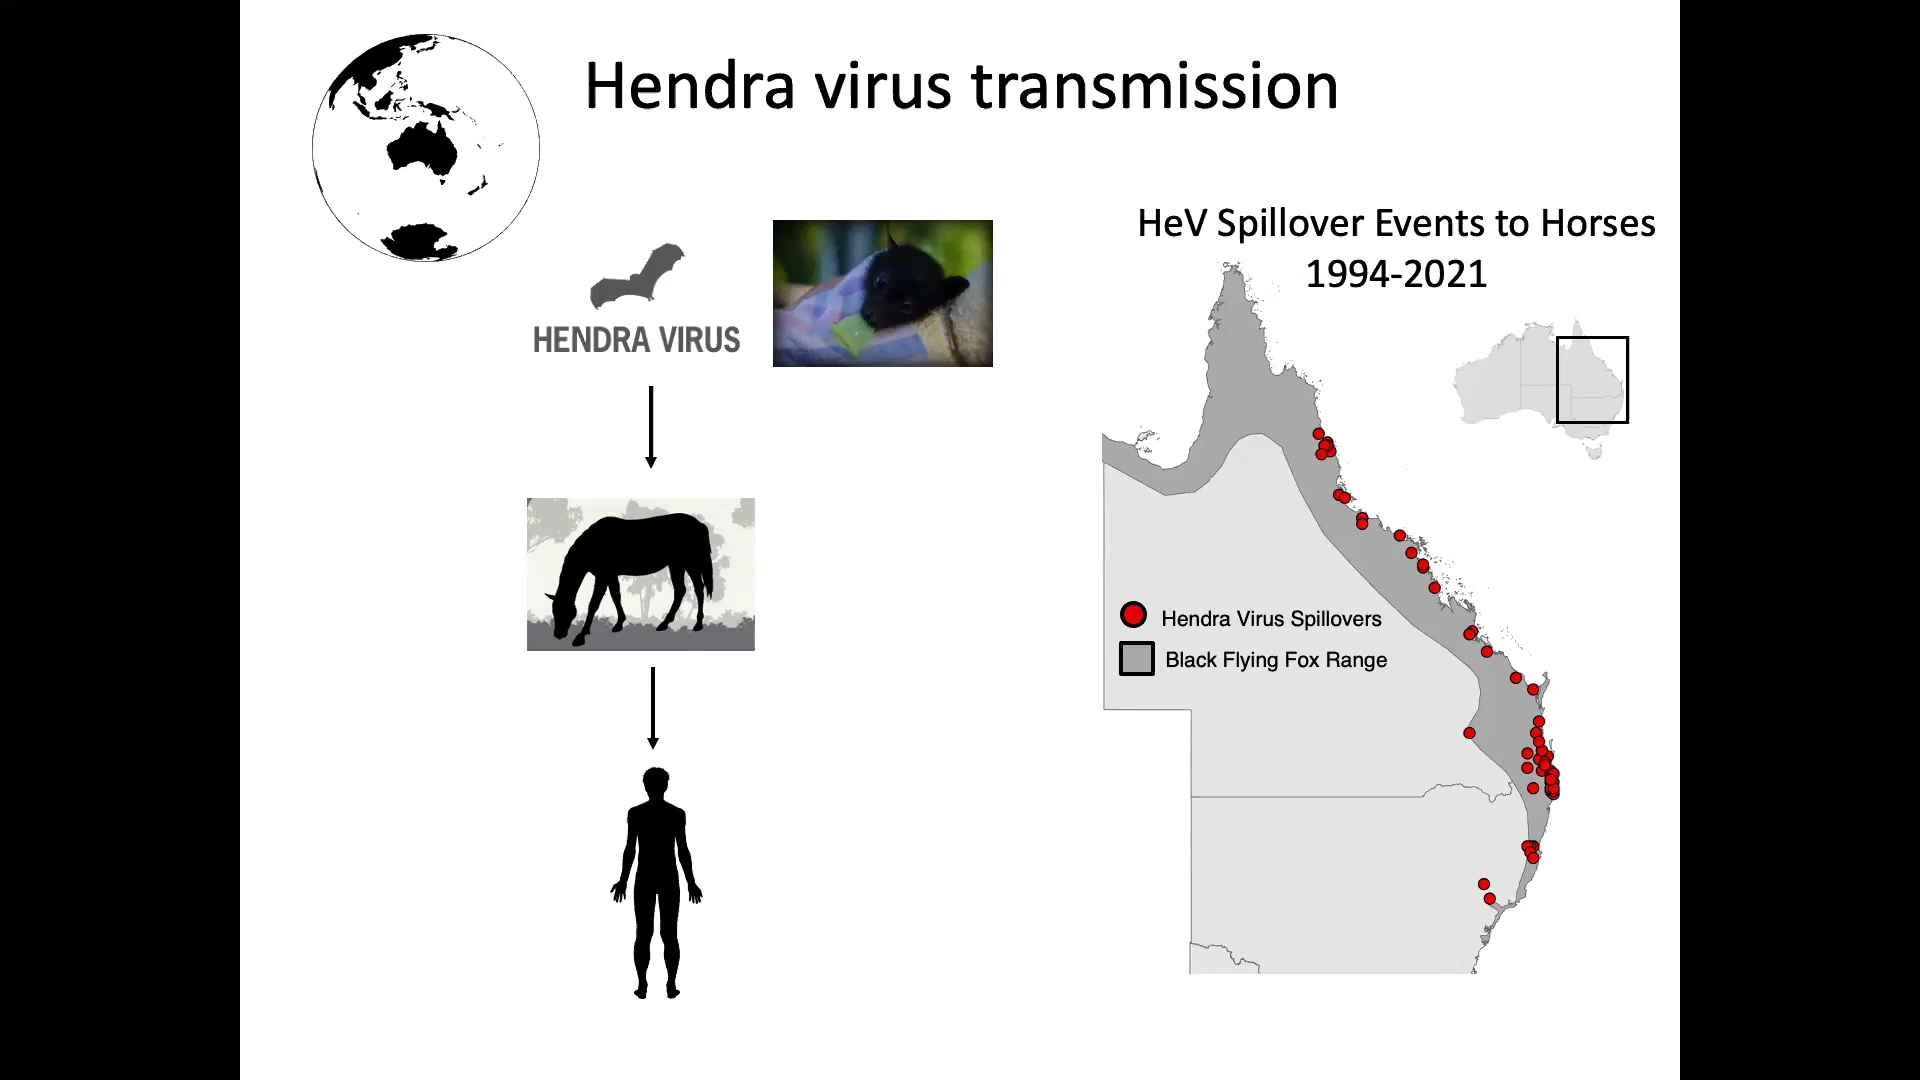 Hendra virus transmission
HENDRA VIRUS
HeV Spillover Events to Horses
1994-2021
Hendra Virus Spillovers
Black Flying Fox Range